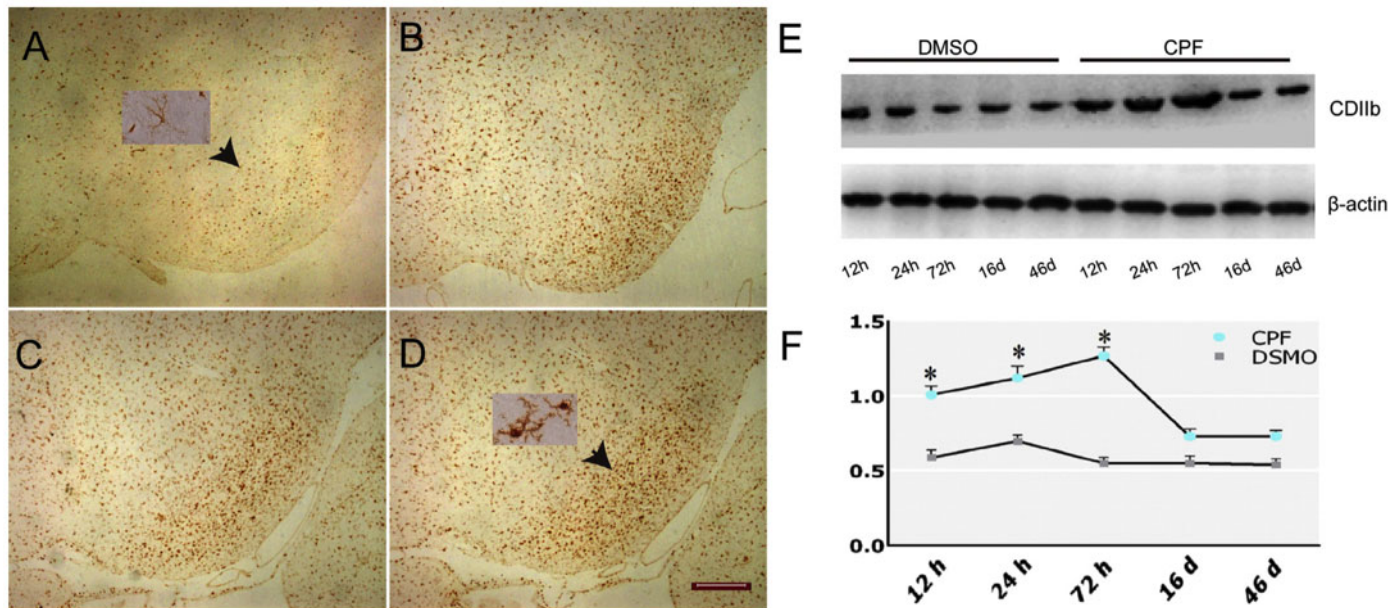 A
B
C
D
E
DMSO
CPF
CDIIb
β-actin
12h 24h 72h 16d 46d 12h 24h 72h 16d 46d
F
1.5
1.0
0.5
0.0
* * *
CPF
DSMO
12 h 24 h 72 h 16 d 46 d